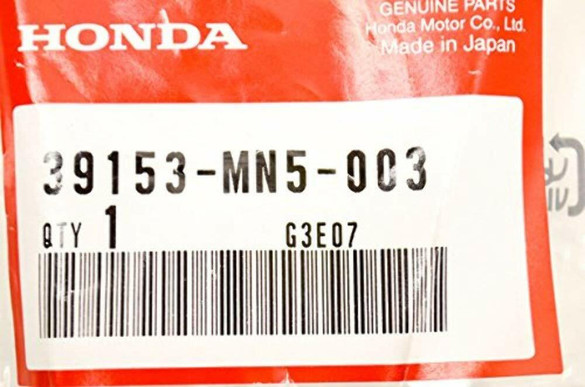 HONDA
GENUINE PARTS
Honda Motor Co., Ltd.
Made in Japan
39153-MN5-003
QTY 1 G3E07